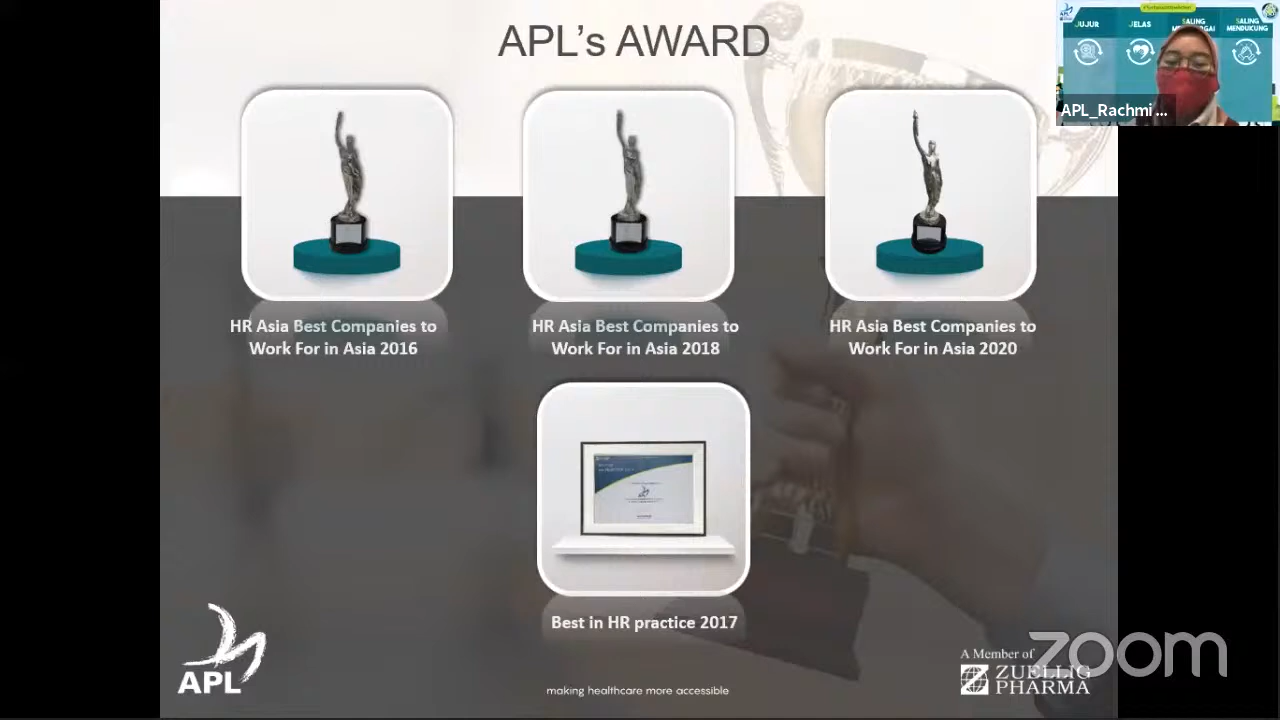 APL's AWARD
JUJUR
JELAS
SALING
SALING
MENDUKUNG
APL_Rachmi ...
HR Asia Best Companies to
Work For in Asia 2016
HR Asia Best Companies to
Work For in Asia 2018
HR Asia Best Companies to
Work For in Asia 2020
APL
Best in HR practice 2017
APL
making healthcare more accessible
A Member of
ZUELLIG
PHARMA
zoom